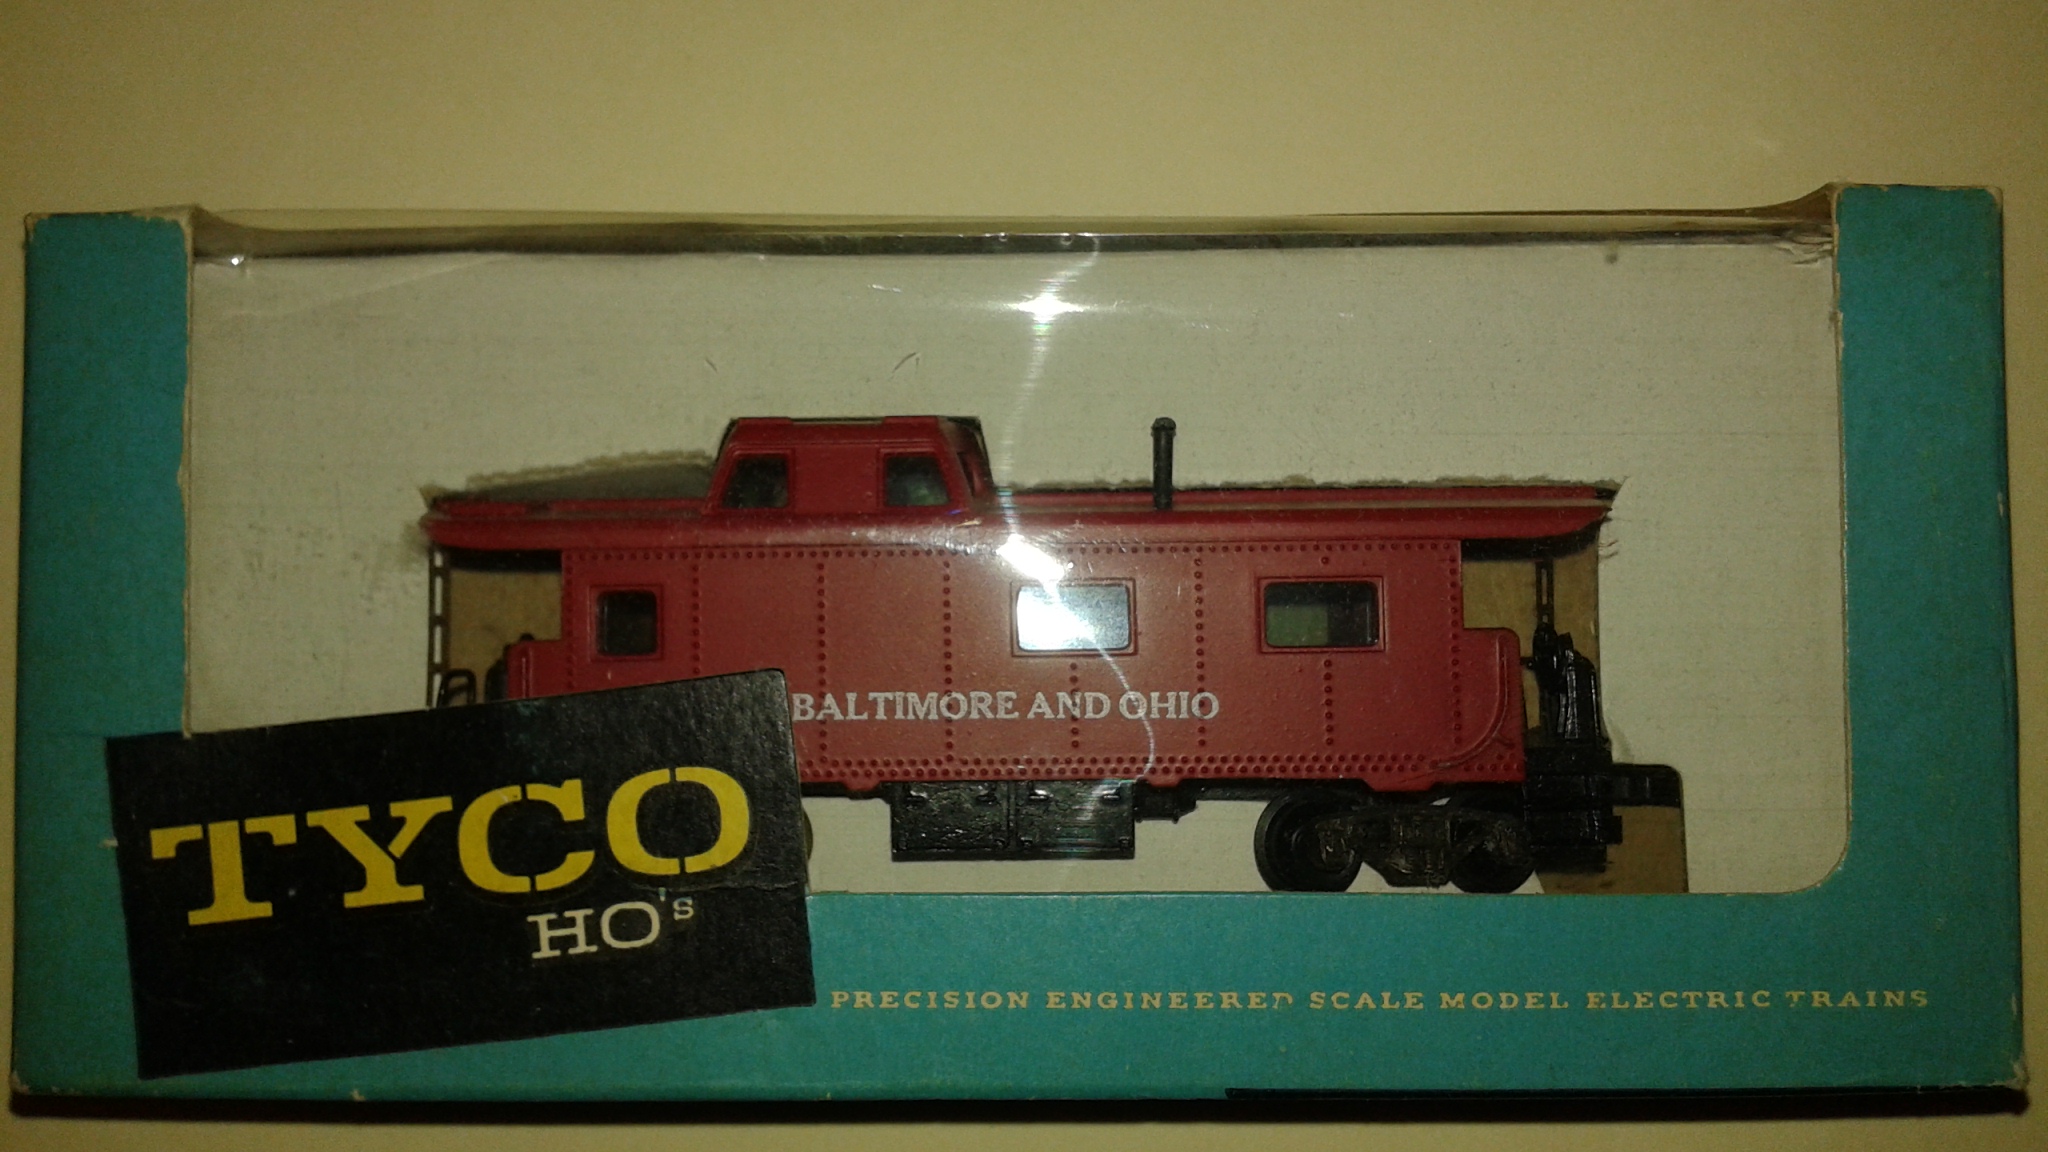 BALTIMORE AND OHIO
TYCO
HO's
PRECISION ENGINEERED SCALE MODEL ELECTRIC TRAINS